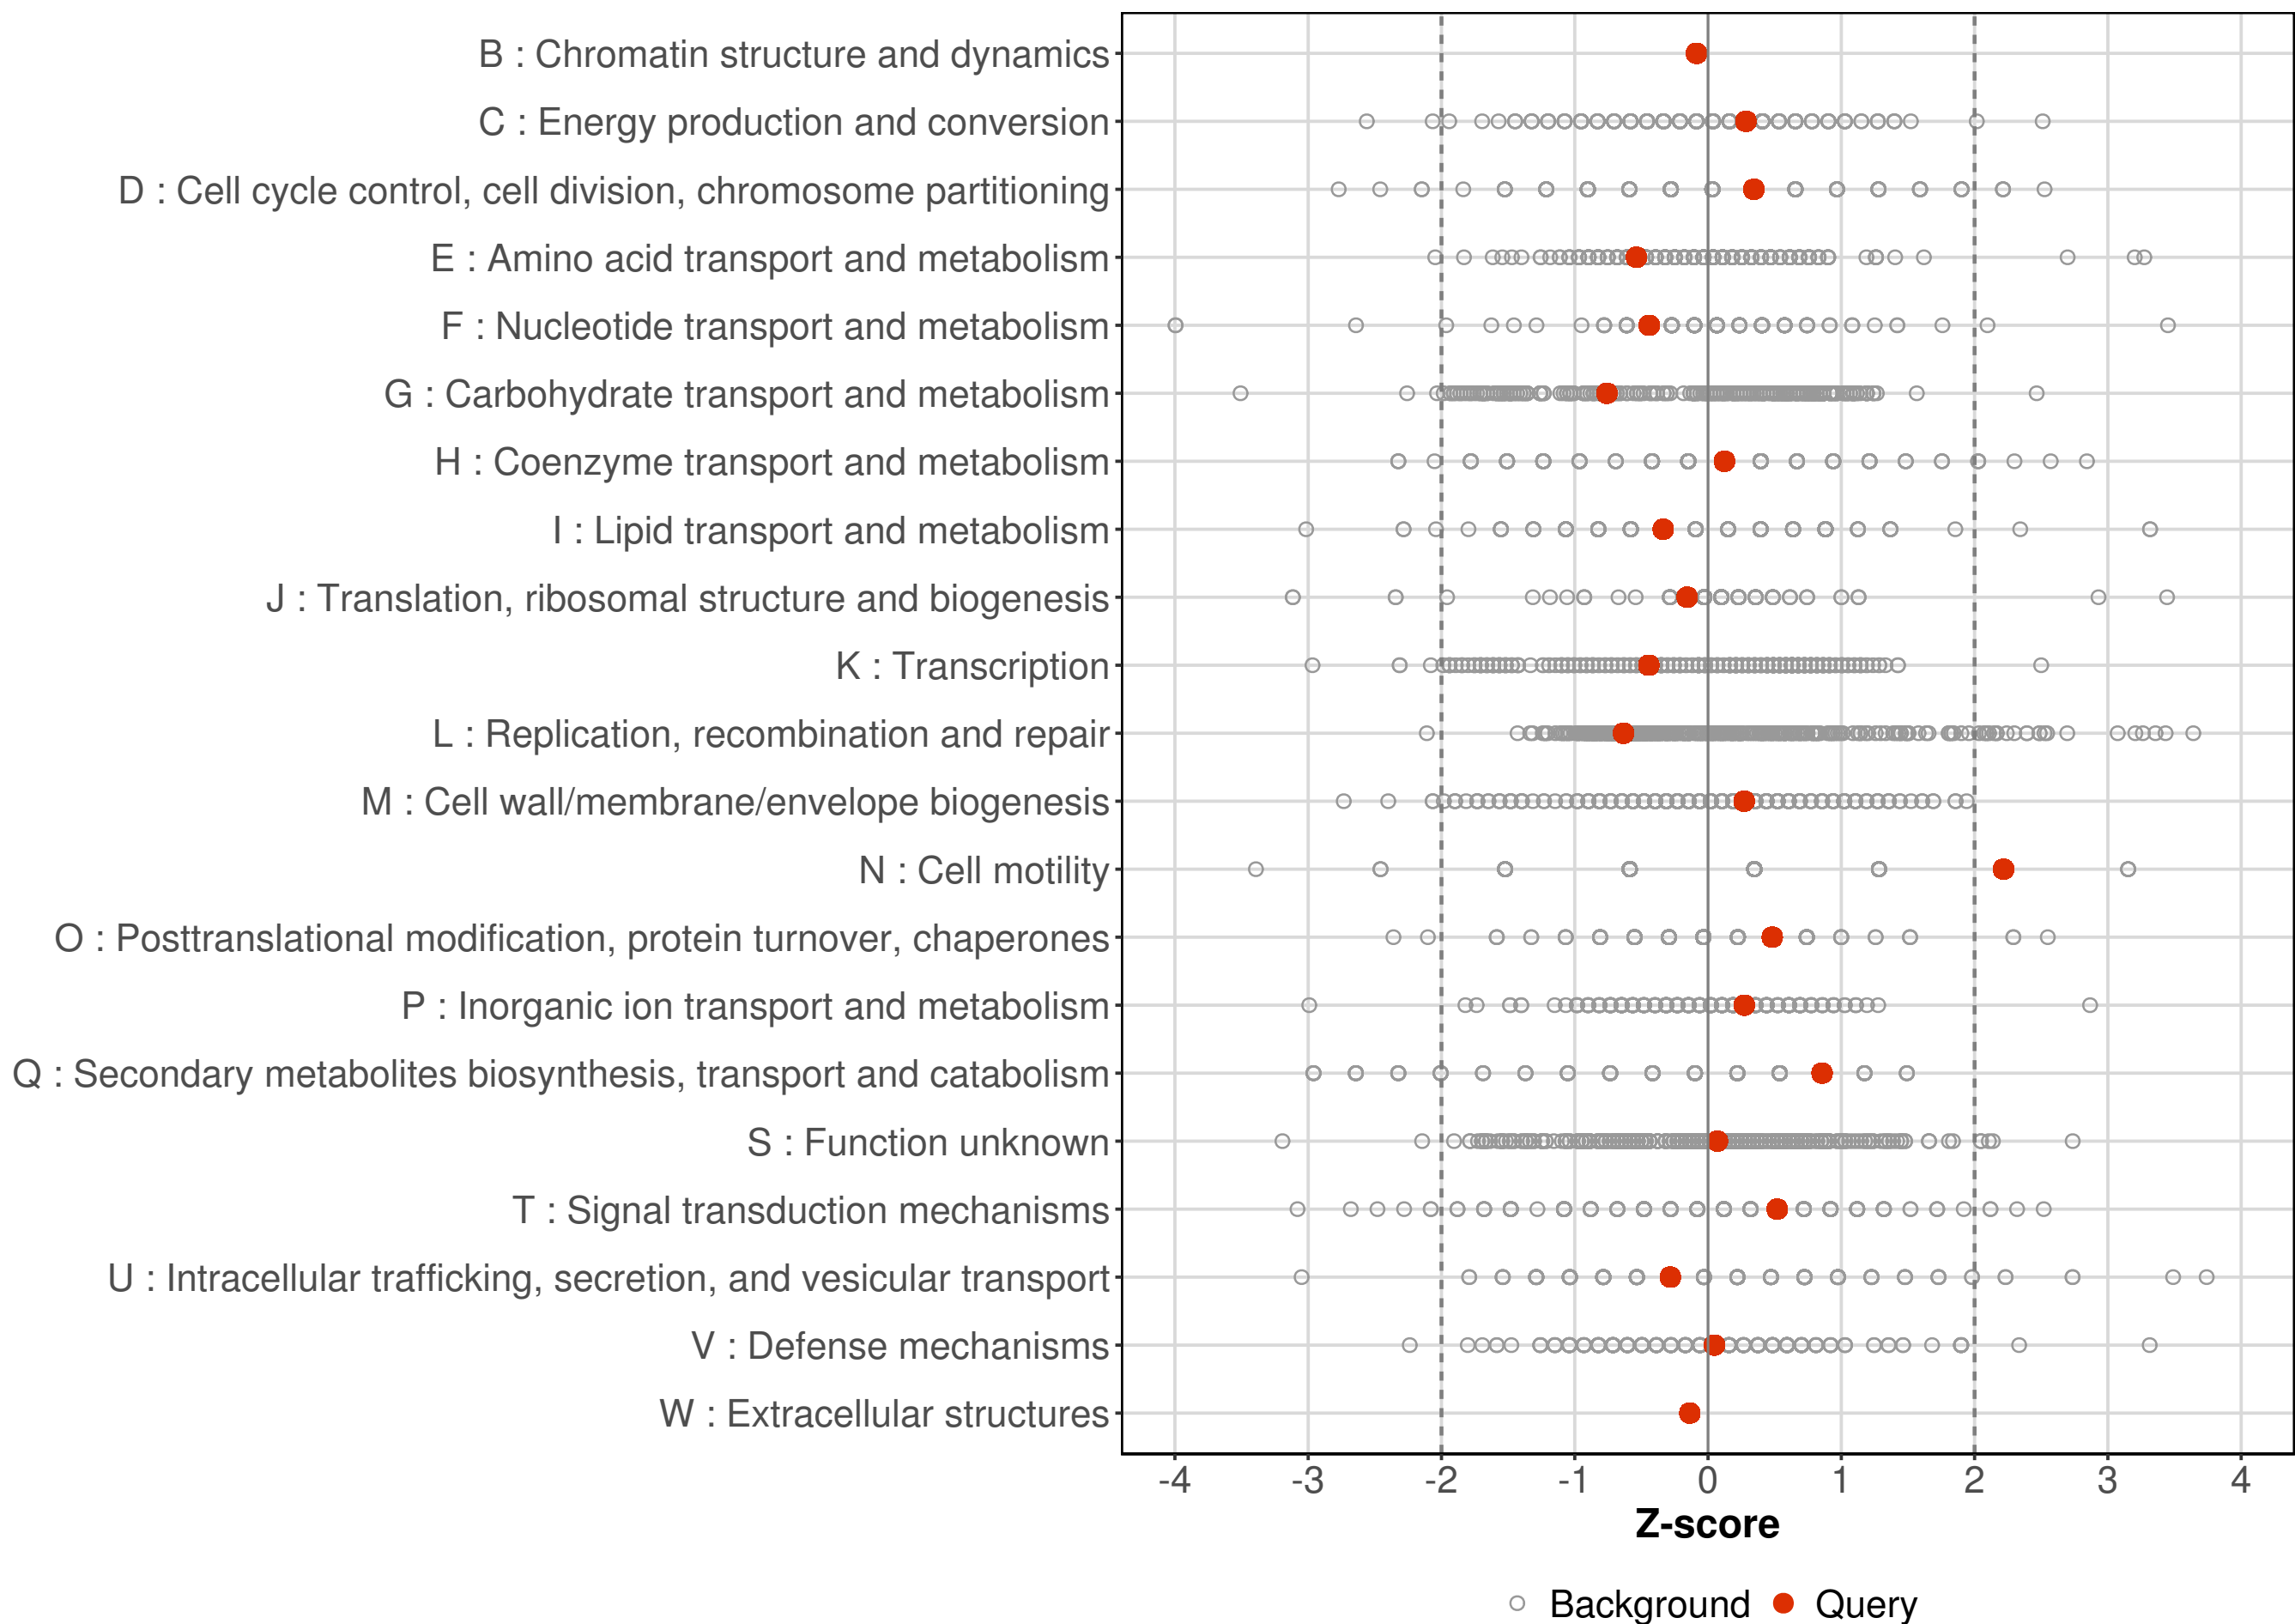 B : Chromatin structure and dynamics
C : Energy production and conversion
D : Cell cycle control, cell division, chromosome partitioning
E : Amino acid transport and metabolism
F : Nucleotide transport and metabolism
G : Carbohydrate transport and metabolism
H : Coenzyme transport and metabolism
I : Lipid transport and metabolism
J : Translation, ribosomal structure and biogenesis
K : Transcription
L : Replication, recombination and repair
M : Cell wall/membrane/envelope biogenesis
N : Cell motility
O : Posttranslational modification, protein turnover, chaperones
P : Inorganic ion transport and metabolism
Q : Secondary metabolites biosynthesis, transport and catabolism
S : Function unknown
T : Signal transduction mechanisms
U : Intracellular trafficking, secretion, and vesicular transport
V : Defense mechanisms
W : Extracellular structures
-4 -3 -2 -1 0 1 2 3 4
Z-score
Background Query